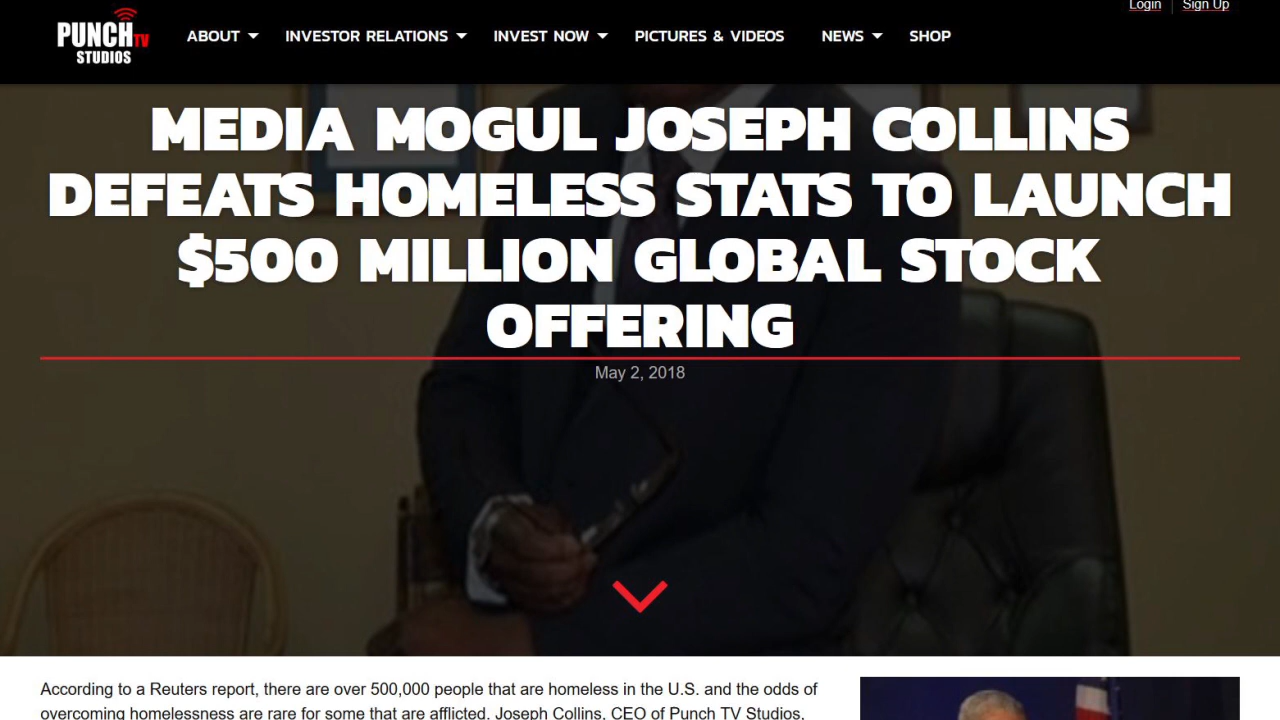 Login Sign Up
PUNCH TV
STUDIOS
ABOUT INVESTOR RELATIONS INVEST NOW PICTURES & VIDEOS NEWS SHOP
MEDIA MOGUL JOSEPH COLLINS
DEFEATS HOMELESS STATS TO LAUNCH
$500 MILLION GLOBAL STOCK
OFFERING
May 2, 2018
According to a Reuters report, there are over 500,000 people that are homeless in the U.S. and the odds of
overcoming homelessness are rare for some that are afflicted. Joseph Collins, CEO of Punch TV Studios,